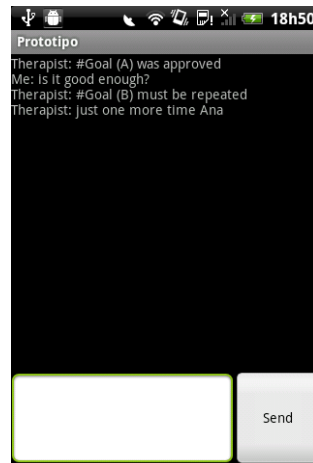 18h50
Prototipo
Therapist: #Goal (A) was approved
Me: is it good enough?
Therapist: #Goal (B) must be repeated
Therapist: just one more time Ana
Send